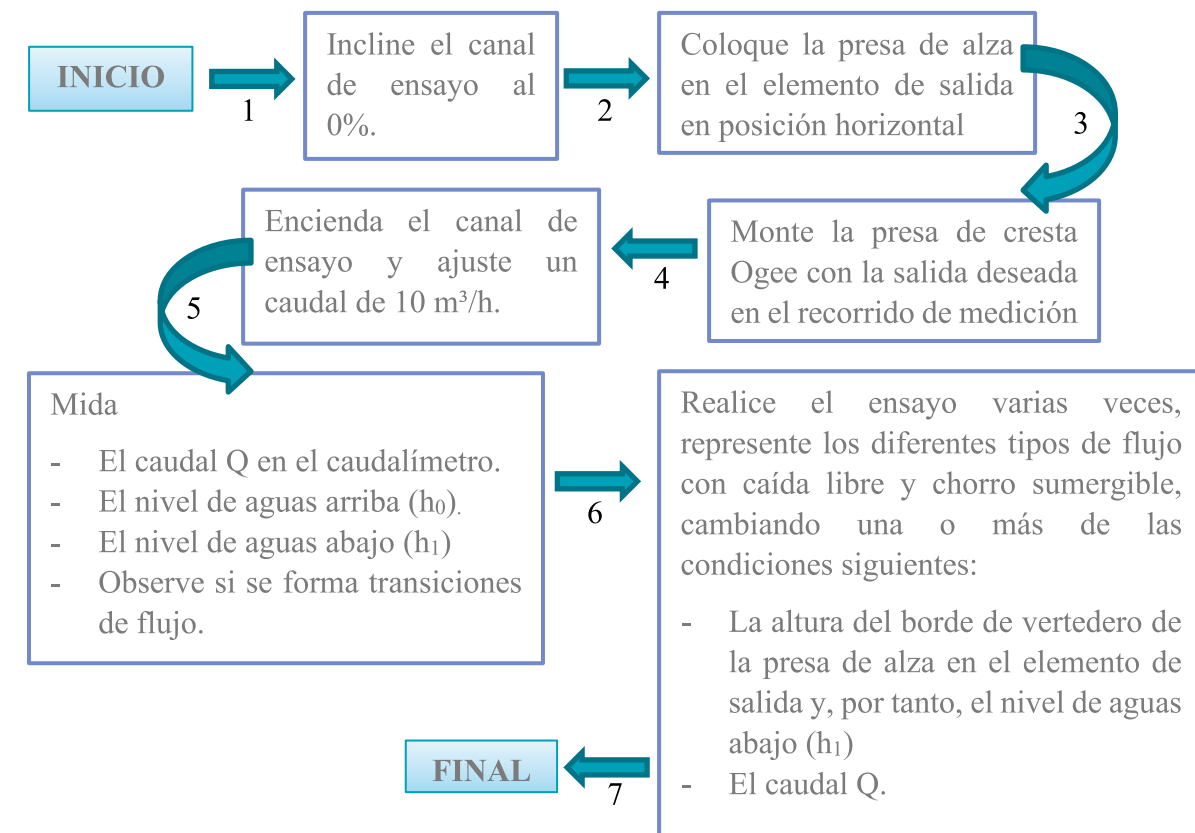 INICIO
1
Incline el canal
de ensayo al
0%.
2
Coloque la presa de alza
en el elemento de salida
en posición horizontal
3
Monte la presa de cresta
Ogee con la salida deseada
en el recorrido de medición
4
Encienda el canal de
ensayo y ajuste un
caudal de 10 m³/h.
5
Mida
- El caudal Q en el caudalímetro.
- El nivel de aguas arriba (h₀).
- El nivel de aguas abajo (h₁)
- Observe si se forma transiciones
de flujo.
6
Realice el ensayo varias veces,
represente los diferentes tipos de flujo
con caída libre y chorro sumergible,
cambiando una o más de las
condiciones siguientes:
- La altura del borde de vertedero de
la presa de alza en el elemento de
salida y, por tanto, el nivel de aguas
abajo (h₁)
- El caudal Q.
7
FINAL